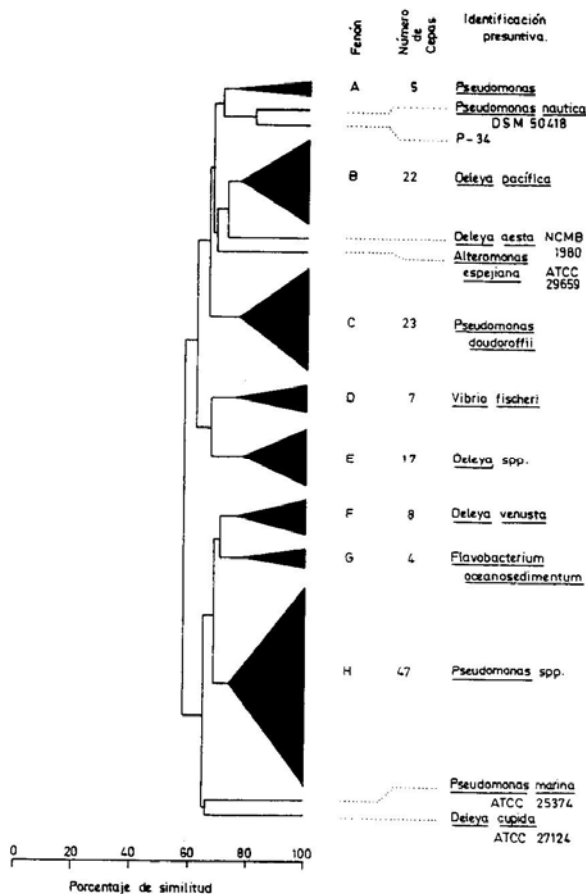 Fenón
Número de Cepas
Identificación
presuntiva.
A 5 Pseudomonas
Pseudomonas nautica
DSM 50418
P-34
B 22 Deleya pacífica
Deleya aesta NCMB
1980
Alteromonas
espejiana ATCC
29659
C 23 Pseudomonas
doudoroffii
D 7 Vibrio fischeri
E 17 Deleya spp.
F 8 Deleya venusta
G 4 Flavobacterium
oceanosedimentum
H 47 Pseudomonas spp.
Pseudomonas marina
ATCC 25374
Deleya cupida
ATCC 27124
0 20 40 60 80 100
Porcentaje de similitud